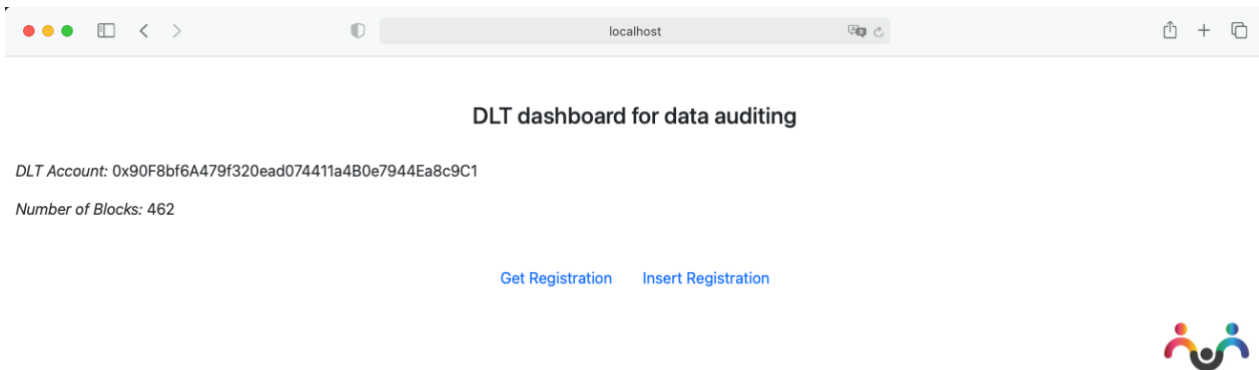 localhost
DLT dashboard for data auditing
DLT Account: 0x90F8bf6A479f320ead074411a4B0e7944Ea8c9C1
Number of Blocks: 462
Get Registration Insert Registration